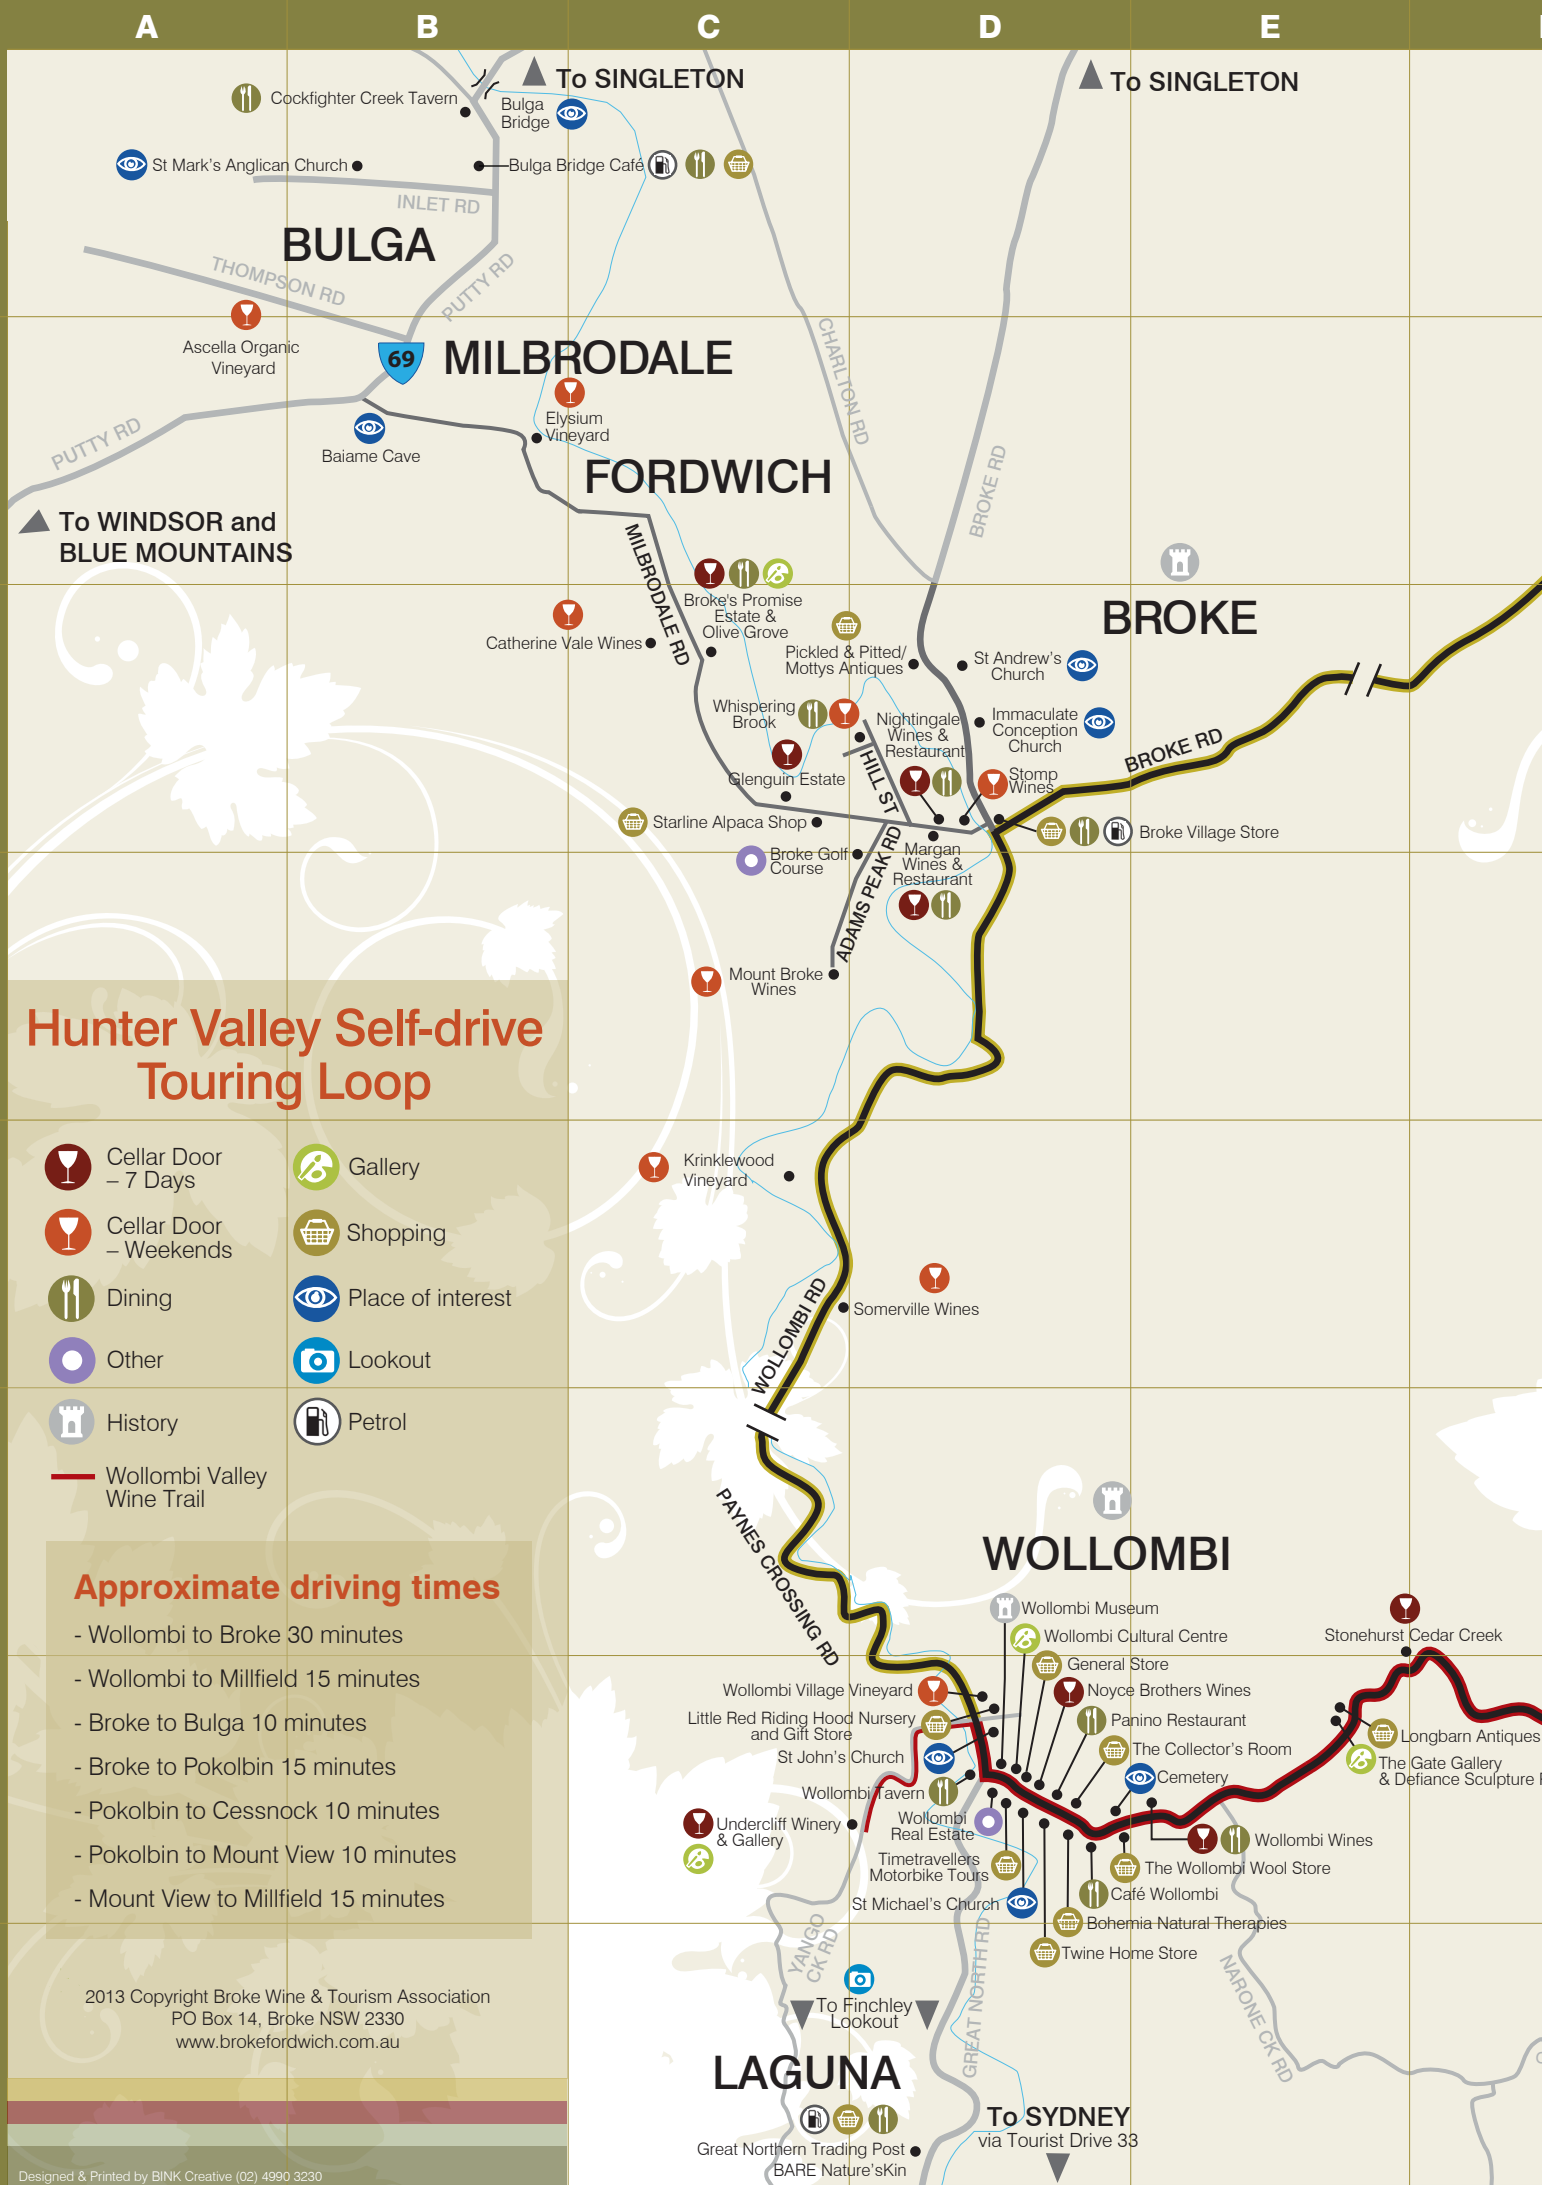 A
B
C
D
E
To SINGLETON
To SINGLETON
Cockfighter Creek Tavern
Bulga
Bridge
St Mark's Anglican Church
Bulga Bridge Café
INLET RD
BULGA
THOMPSON RD
PUTTY RD
Ascella Organic
Vineyard
69
MILBRODALE
CHARLTON RD
Elysium
Vineyard
PUTTY RD
Baiame Cave
FORDWICH
BROKE RD
To WINDSOR and
BLUE MOUNTAINS
MILBRODALE RD
Broke's Promise
Estate &
Olive Grove
BROKE
Catherine Vale Wines
Pickled & Pitted/
Mottys Antiques
St Andrew's
Church
Whispering
Brook
Nightingale
Wines &
Restaurant
Immaculate
Conception
Church
BROKE RD
Glenguin Estate
HILL ST
Stomp
Wines
Starline Alpaca Shop
Broke Village Store
Broke Golf
Course
ADAMS PEAK RD
Margan
Wines &
Restaurant
Mount Broke
Wines
Hunter Valley Self-drive
Touring Loop
Cellar Door
– 7 Days
Gallery
Cellar Door
– Weekends
Shopping
Dining
Place of interest
Other
Lookout
History
Petrol
Wollombi Valley
Wine Trail
Krinklewood
Vineyard
Somerville Wines
WOLLOMBI RD
PAYNES CROSSING RD
Approximate driving times
- Wollombi to Broke 30 minutes
- Wollombi to Millfield 15 minutes
- Broke to Bulga 10 minutes
- Broke to Pokolbin 15 minutes
- Pokolbin to Cessnock 10 minutes
- Pokolbin to Mount View 10 minutes
- Mount View to Millfield 15 minutes
WOLLOMBI
Wollombi Museum
Wollombi Cultural Centre
General Store
Stonehurst Cedar Creek
Wollombi Village Vineyard
Noyce Brothers Wines
Little Red Riding Hood Nursery
and Gift Store
Panino Restaurant
Longbarn Antiques
St John's Church
The Collector's Room
The Gate Gallery
& Defiance Sculpture
Wollombi Tavern
Cemetery
Undercliff Winery
& Gallery
Wollombi
Real Estate
Wollombi Wines
Timetravellers
Motorbike Tours
The Wollombi Wool Store
St Michael's Church
Café Wollombi
Bohemia Natural Therapies
Twine Home Store
YANGO
CK RD
GREAT NORTH RD
NARONE CK RD
To Finchley
Lookout
LAGUNA
Great Northern Trading Post
BARE Nature'sKin
To SYDNEY
via Tourist Drive 33
2013 Copyright Broke Wine & Tourism Association
PO Box 14, Broke NSW 2330
www.brokefordwich.com.au
Designed & Printed by BINK Creative (02) 4990 3230